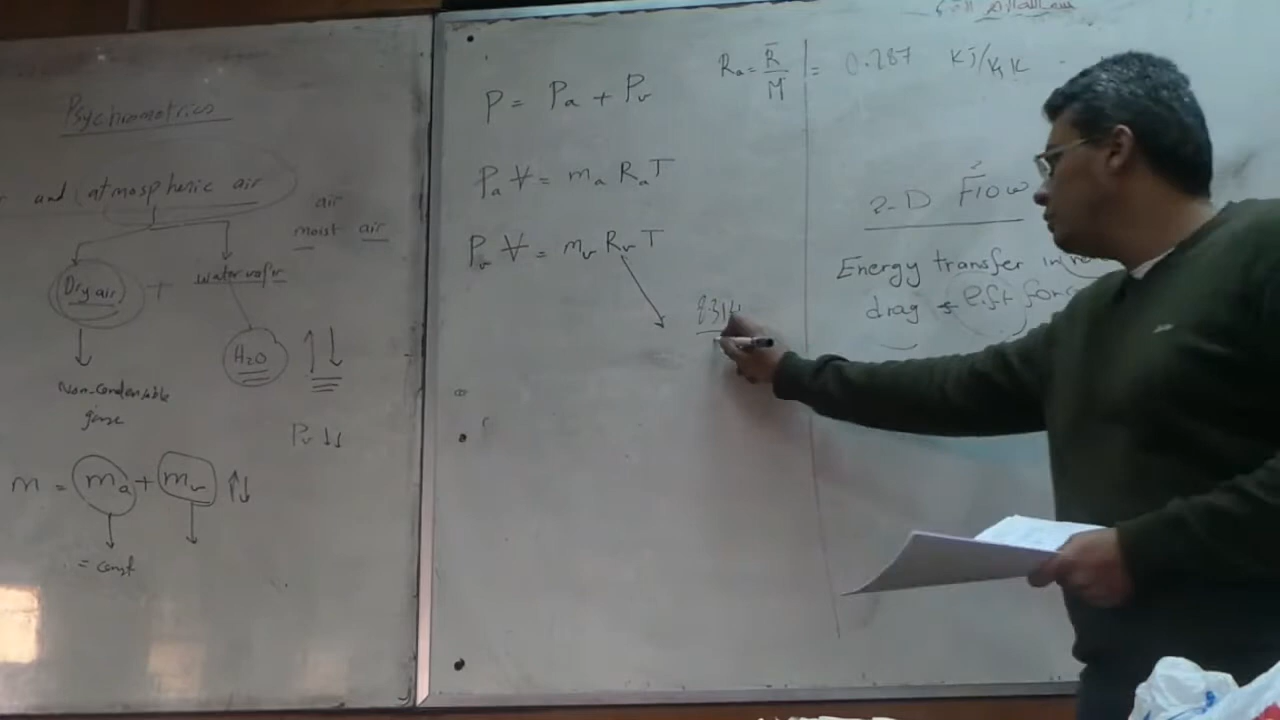 Psychrometrics
and (atmospheric air
air
moist air
Dry air + water vapor
H2O ↑↓
Non-Condensable
Pv ↓↓
m = ma + mv ↑↓
= const
P = Pa + Pv
Pa V = ma Ra T
Pv V = mv Rv T
8314
Ra = R̄/M = 0.287 kJ/kg K
2-D Flow
Energy transfer
drag & lift force